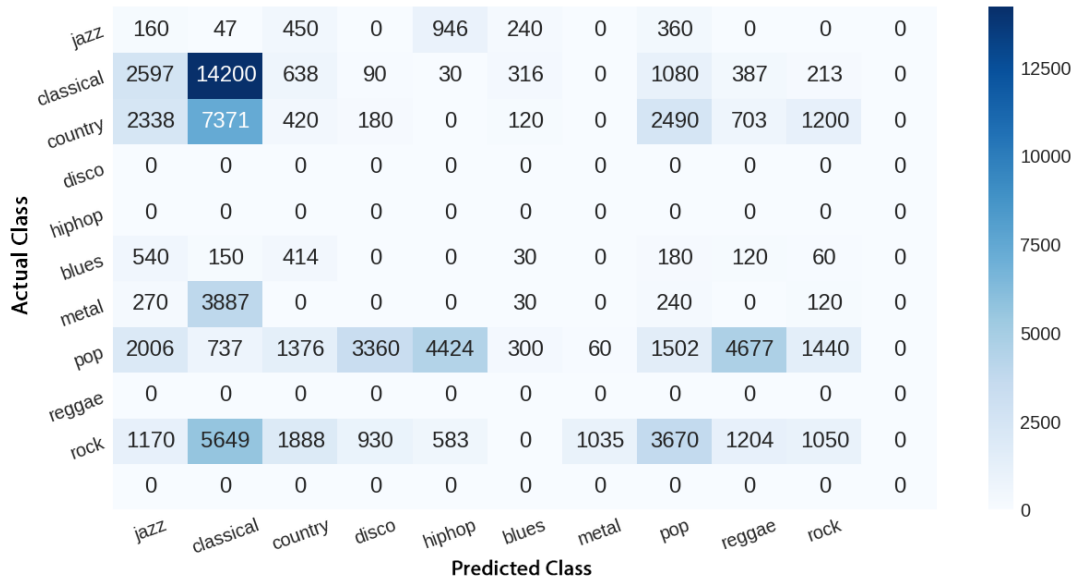 jazz 160 47 450 0 946 240 0 360 0 0 0
classical 2597 14200 638 90 30 316 0 1080 387 213 0
country 2338 7371 420 180 0 120 0 2490 703 1200 0
disco 0 0 0 0 0 0 0 0 0 0 0
hiphop 0 0 0 0 0 0 0 0 0 0 0
blues 540 150 414 0 0 30 0 180 120 60 0
metal 270 3887 0 0 0 30 0 240 0 120 0
pop 2006 737 1376 3360 4424 300 60 1502 4677 1440 0
reggae 0 0 0 0 0 0 0 0 0 0 0
rock 1170 5649 1888 930 583 0 1035 3670 1204 1050 0
0 0 0 0 0 0 0 0 0 0 0
jazz classical country disco hiphop blues metal pop reggae rock
Predicted Class
Actual Class
12500
10000
7500
5000
2500
0